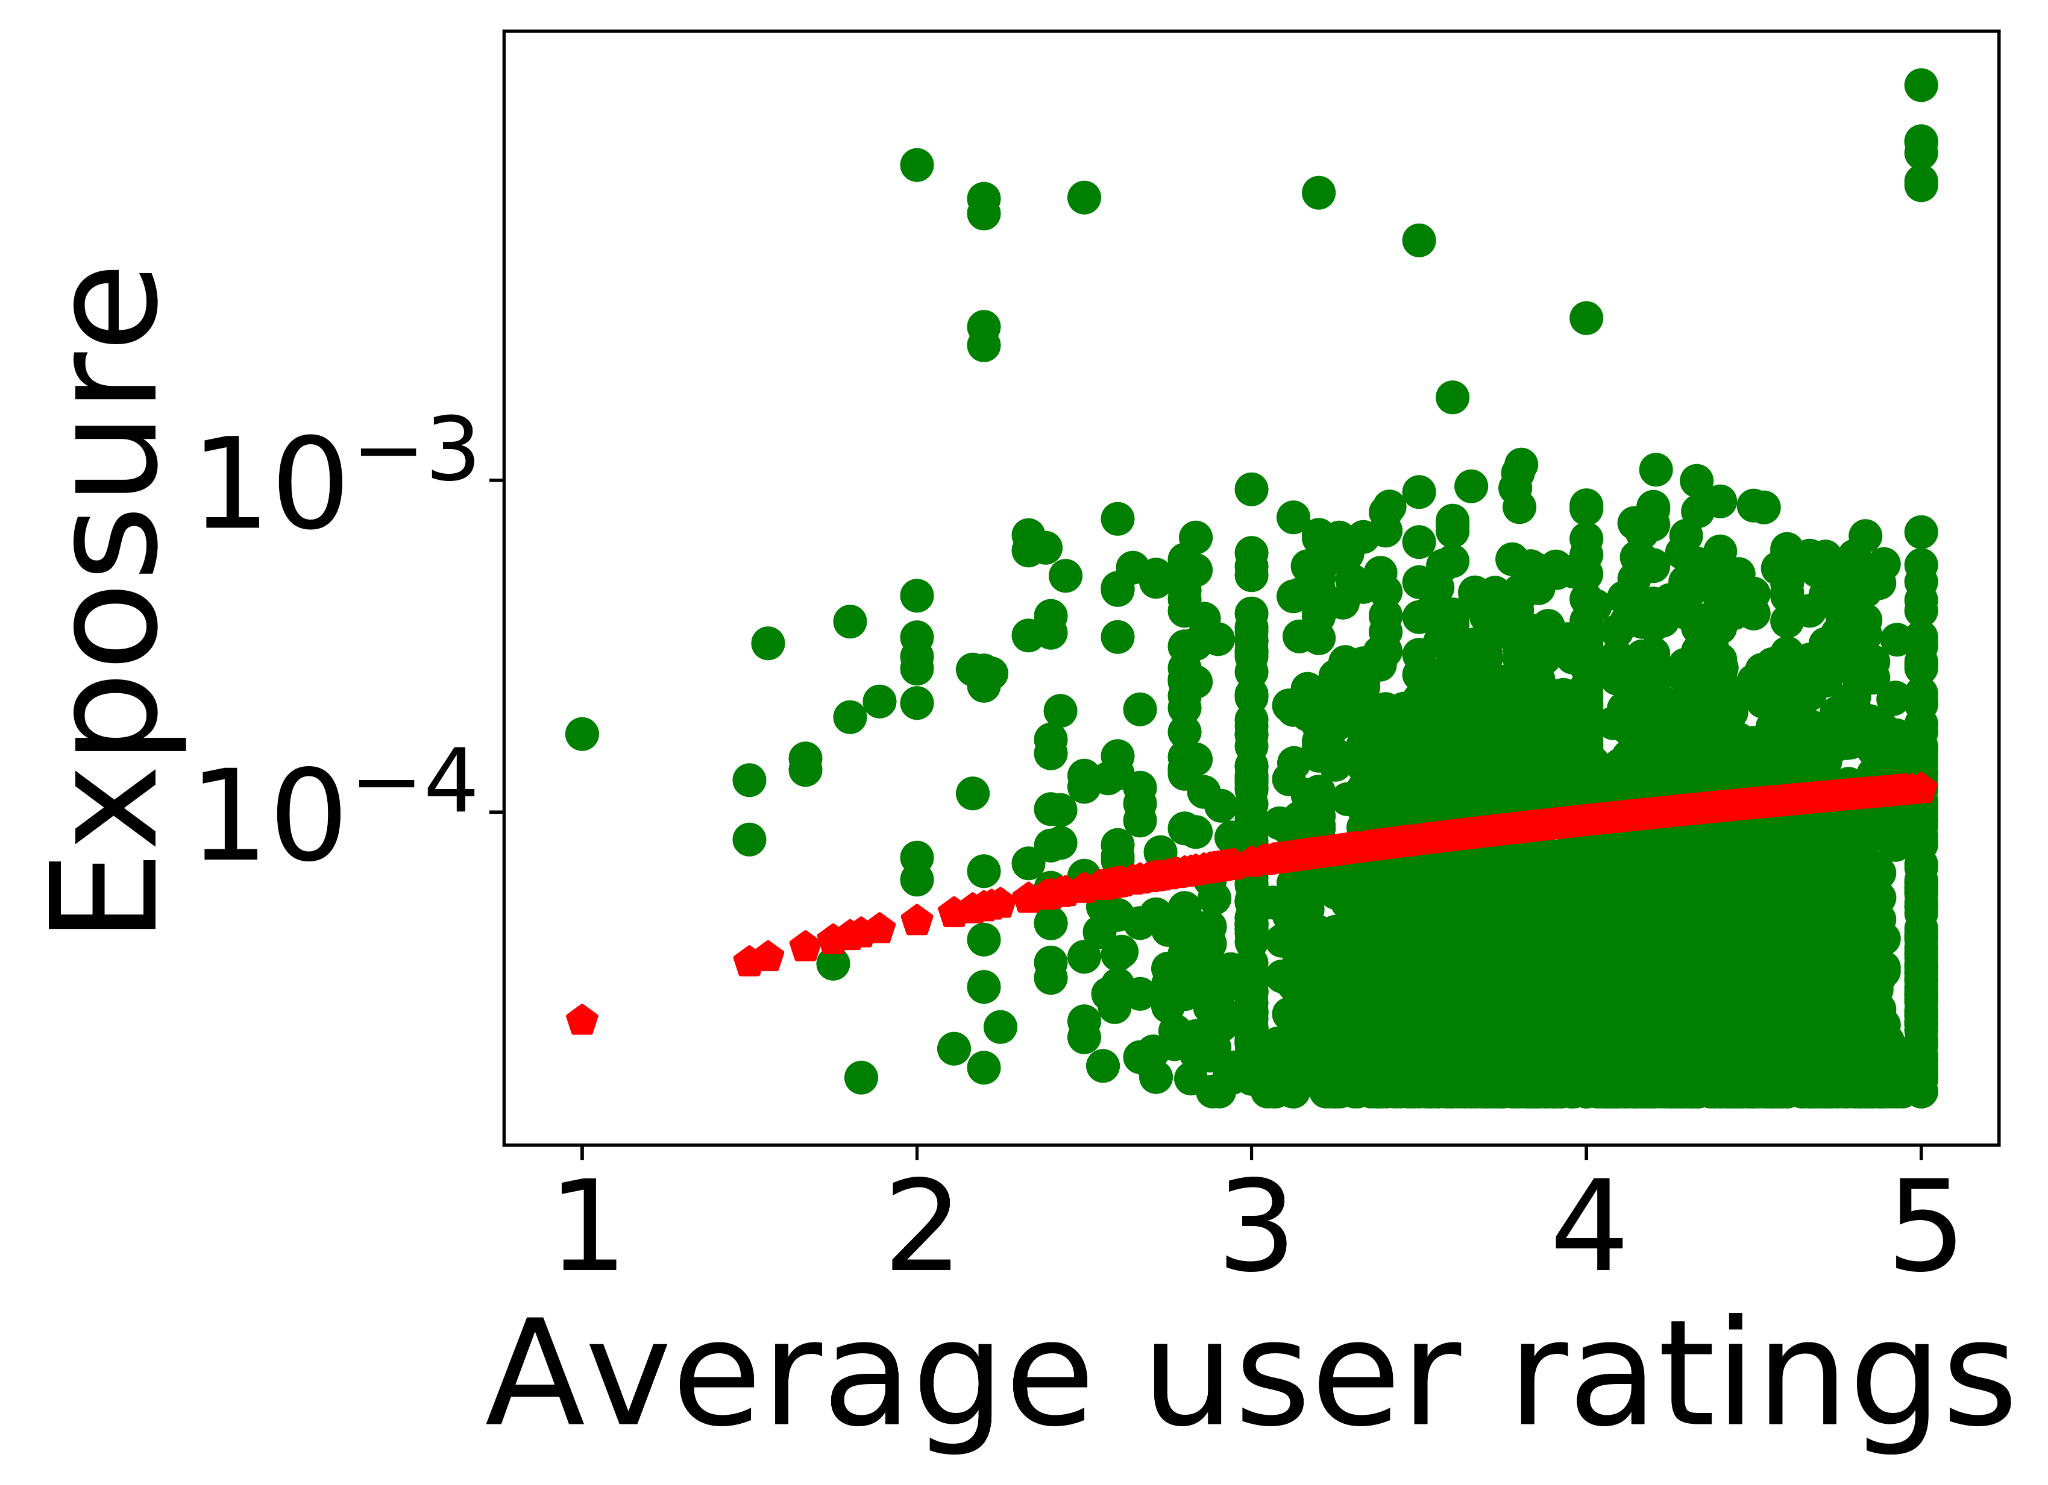 Exposure
10⁻³
10⁻⁴
1 2 3 4 5
Average user ratings